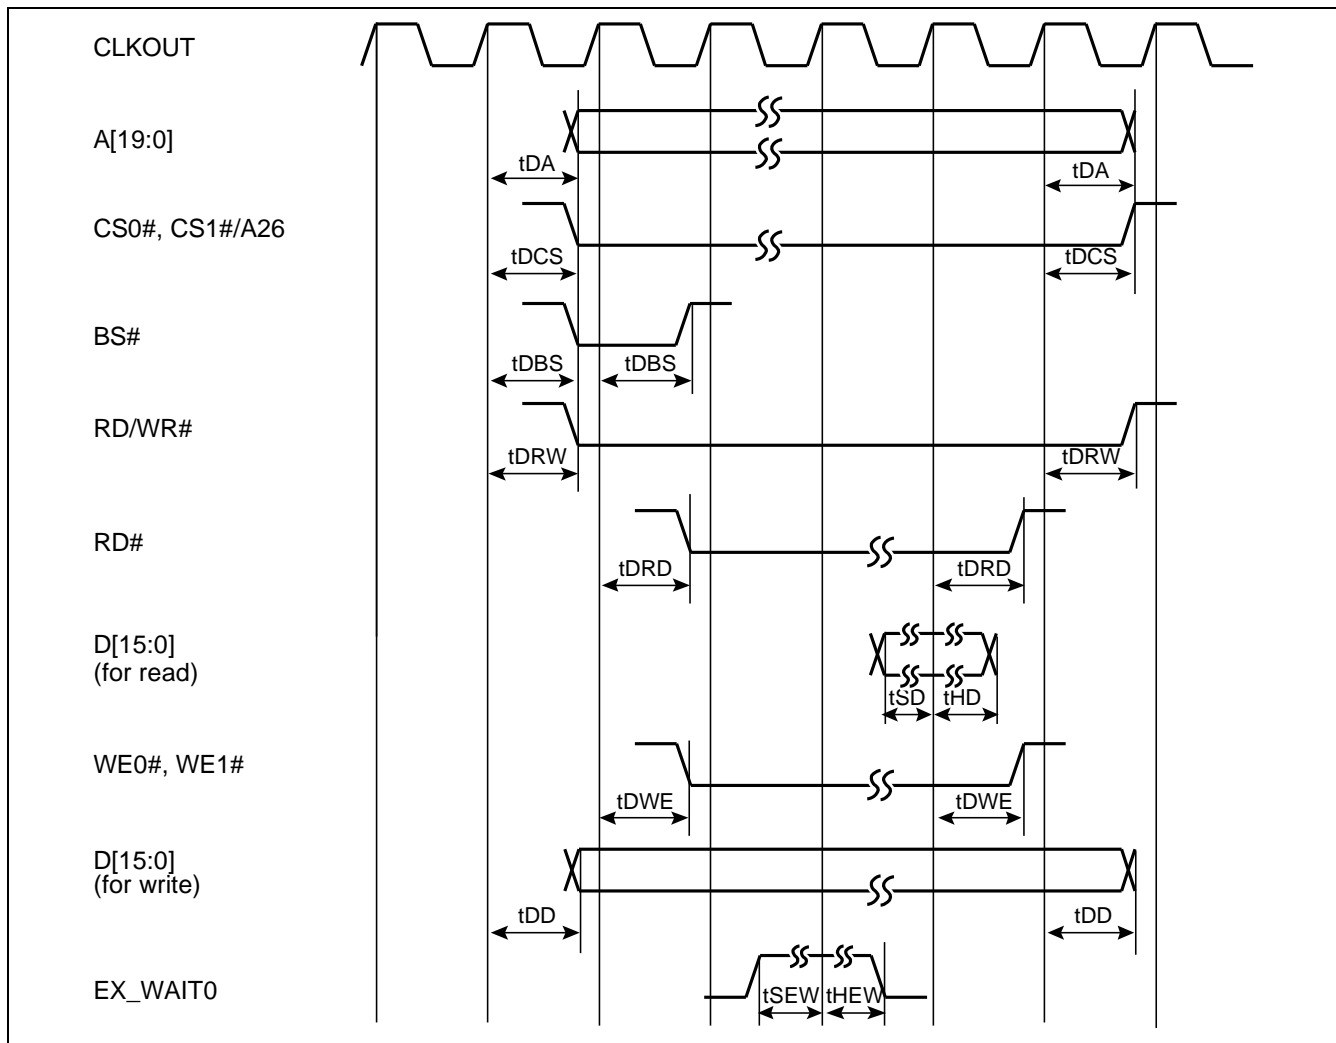 CLKOUT
A[19:0]
tDA tDA
CS0#, CS1#/A26
tDCS tDCS
BS#
tDBS tDBS
RD/WR#
tDRW tDRW
RD#
tDRD tDRD
D[15:0]
(for read)
tSD tHD
WE0#, WE1#
tDWE tDWE
D[15:0]
(for write)
tDD tDD
EX_WAIT0
tSEW tHEW